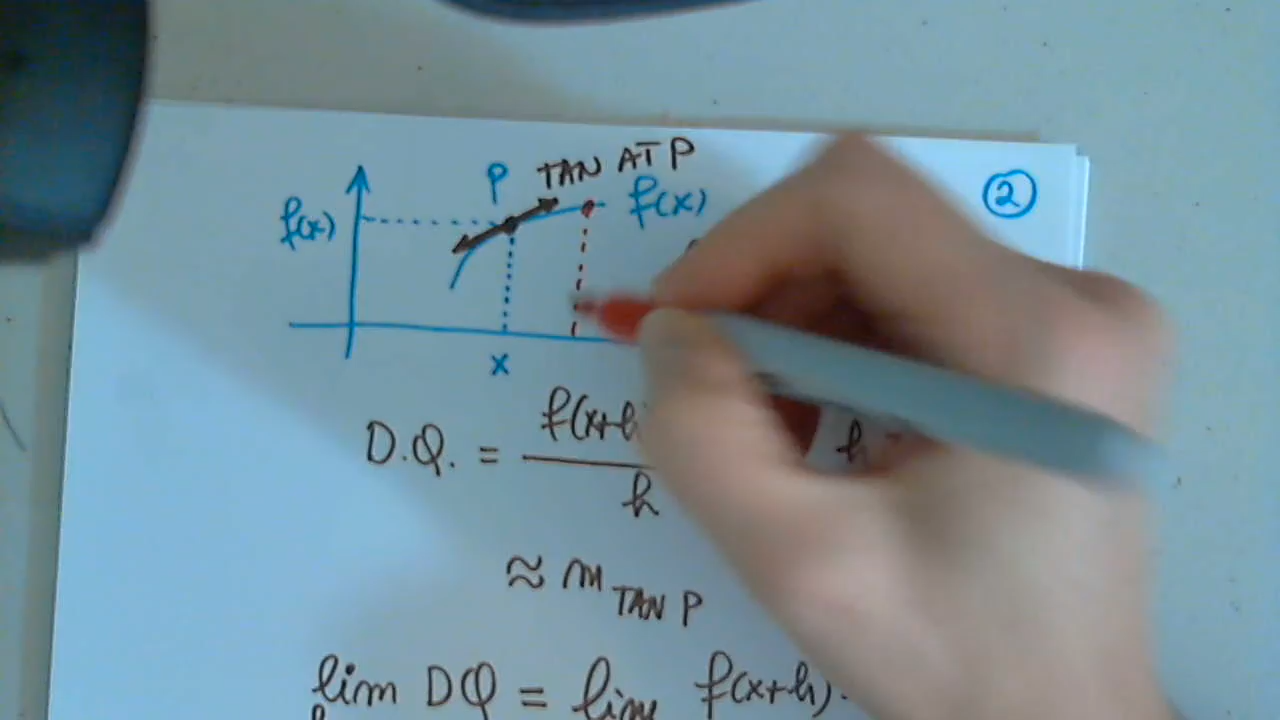 P TAN AT P
f(x) f(x) 2
x
D.Q. = f(x+h
h
h
≈ m TAN P
lim DQ = lim f(x+h)